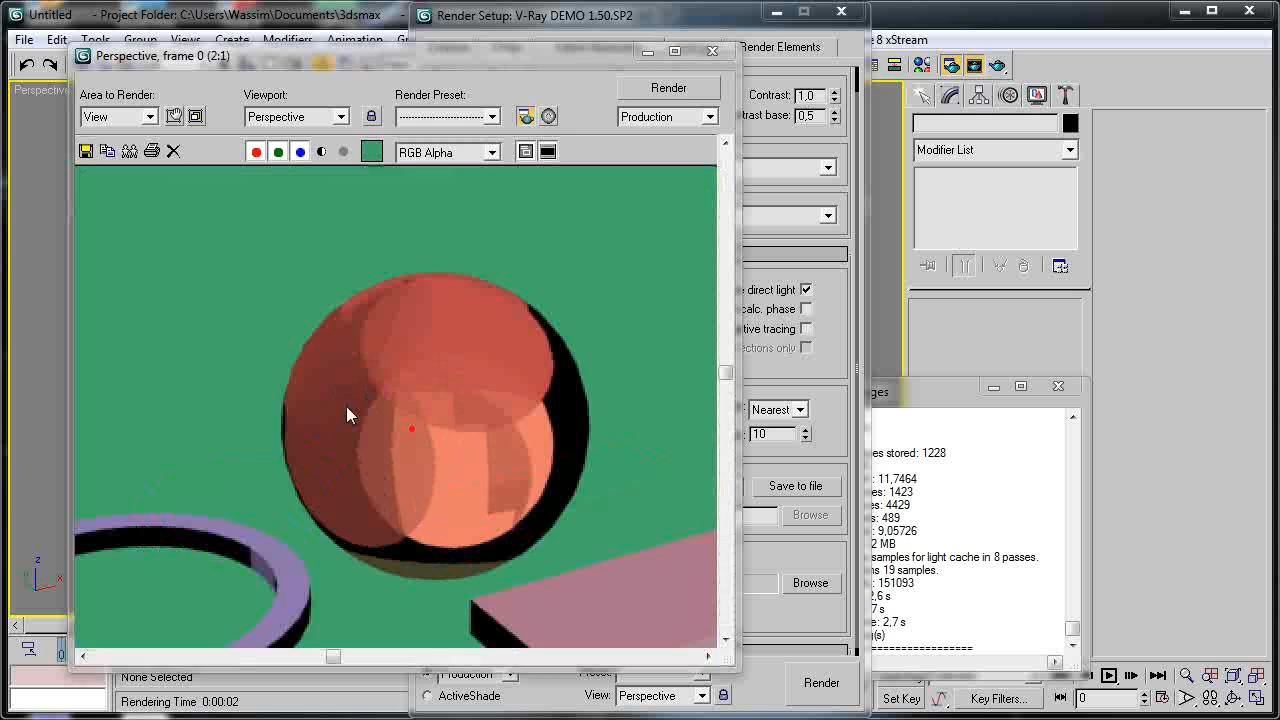 Untitled - Project Folder: C:\Users\Wassim\Documents\3dsmax
Render Setup: V-Ray DEMO 1.50.SP2
File Edit Tools Group Views Create Modifiers Animation
Render Elements
8 xStream
Perspective, frame 0 (2:1)
Perspective
Area to Render:
Viewport:
Render Preset:
Render
View
Perspective
Production
RGB Alpha
Contrast: 1,0
trast base: 0,5
Modifier List
e direct light
calc. phase
tive tracing
ections only
Nearest
: 10
Save to file
Browse
Browse
ges
es stored: 1228
: 11,7464
es: 1423
es: 4429
s: 489
: 9,05726
2 MB
samples for light cache in 8 passes.
ns 19 samples.
: 151093
2,6 s
7 s
e: 2,7 s
g(s)
==================
z
x
0
None Selected
Rendering Time 0:00:02
Production
ActiveShade
View: Perspective
Render
Set Key
Key Filters...
0